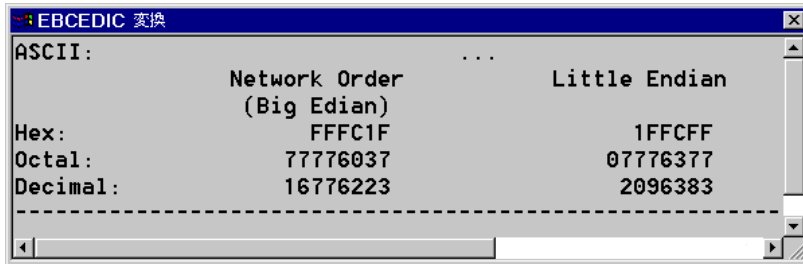 EBCEDIC 変換
ASCII: ...
Network Order Little Endian
(Big Edian)
Hex: FFFC1F 1FFCFF
Octal: 77776037 07776377
Decimal: 16776223 2096383
--------------------------------------------------------